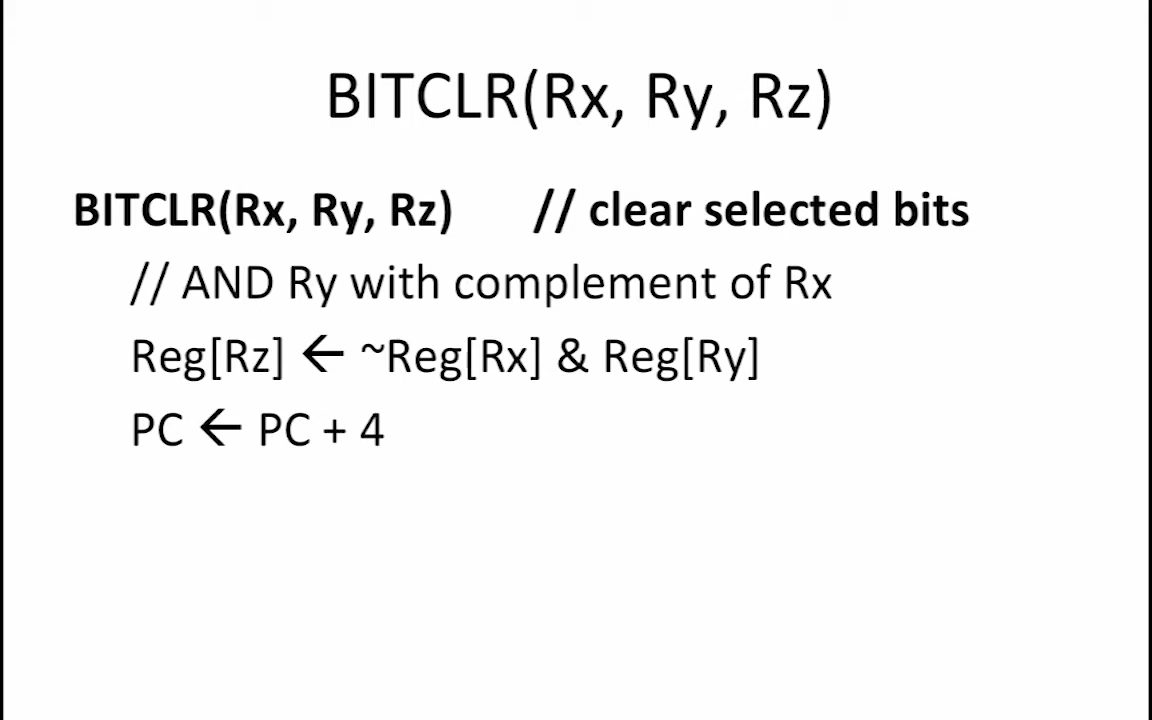 BITCLR(Rx, Ry, Rz)
BITCLR(Rx, Ry, Rz) // clear selected bits
// AND Ry with complement of Rx
Reg[Rz] ← ~Reg[Rx] & Reg[Ry]
PC ← PC + 4